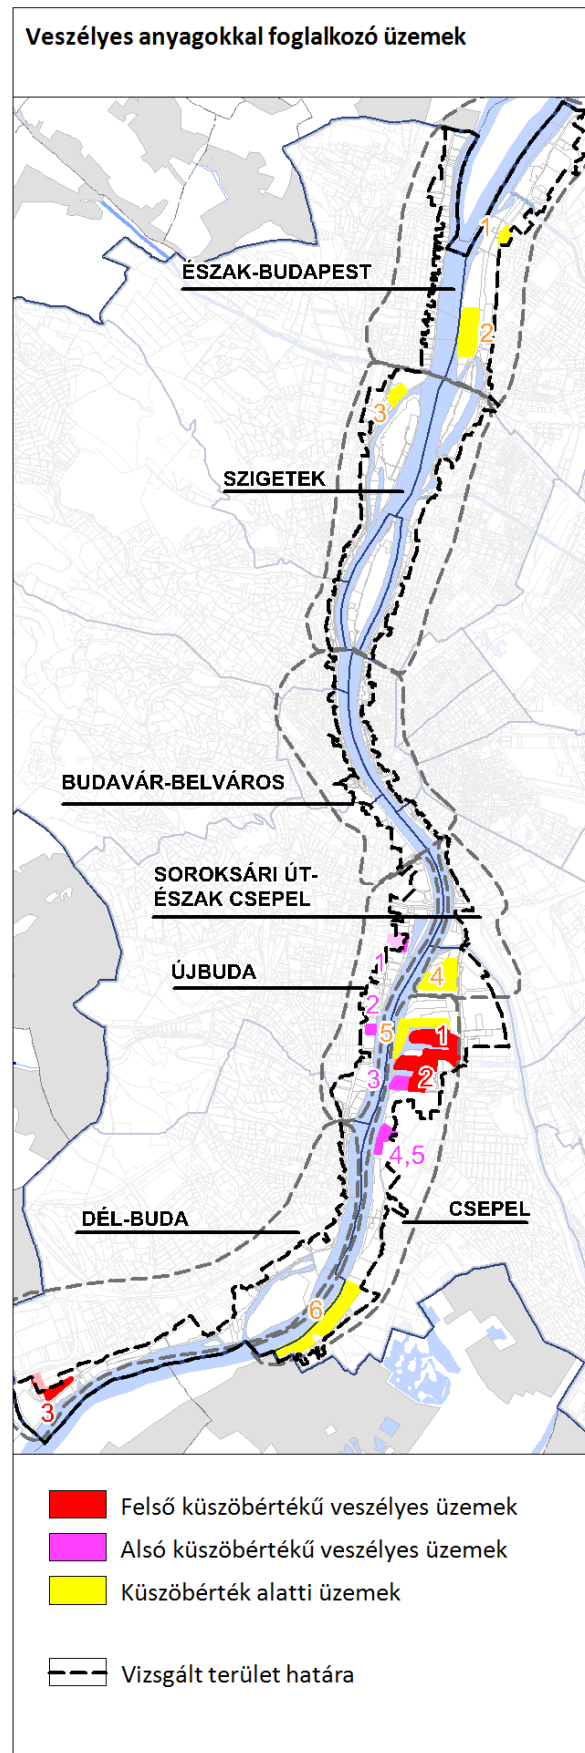 Veszélyes anyagokkal foglalkozó üzemek
1
ÉSZAK-BUDAPEST
2
3
SZIGETEK
BUDAVÁR-BELVÁROS
SOROKSÁRI ÚT-
ÉSZAK CSEPEL
1
ÚJBUDA
4
2
5
1
3
2
4,5
DÉL-BUDA
CSEPEL
6
3
Felső küszöbértékű veszélyes üzemek
Alsó küszöbértékű veszélyes üzemek
Küszöbérték alatti üzemek
Vizsgált terület határa